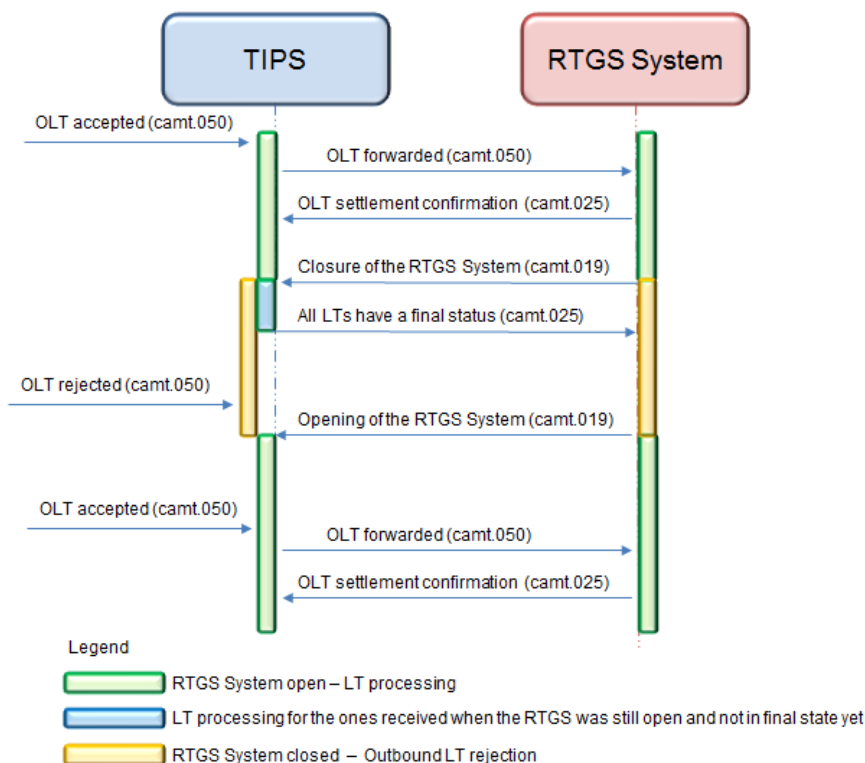 TIPS
RTGS System
OLT accepted (camt.050)
OLT forwarded (camt.050)
OLT settlement confirmation (camt.025)
Closure of the RTGS System (camt.019)
All LTs have a final status (camt.025)
OLT rejected (camt.050)
Opening of the RTGS System (camt.019)
OLT accepted (camt.050)
OLT forwarded (camt.050)
OLT settlement confirmation (camt.025)
Legend
RTGS System open – LT processing
LT processing for the ones received when the RTGS was still open and not in final state yet
RTGS System closed – Outbound LT rejection